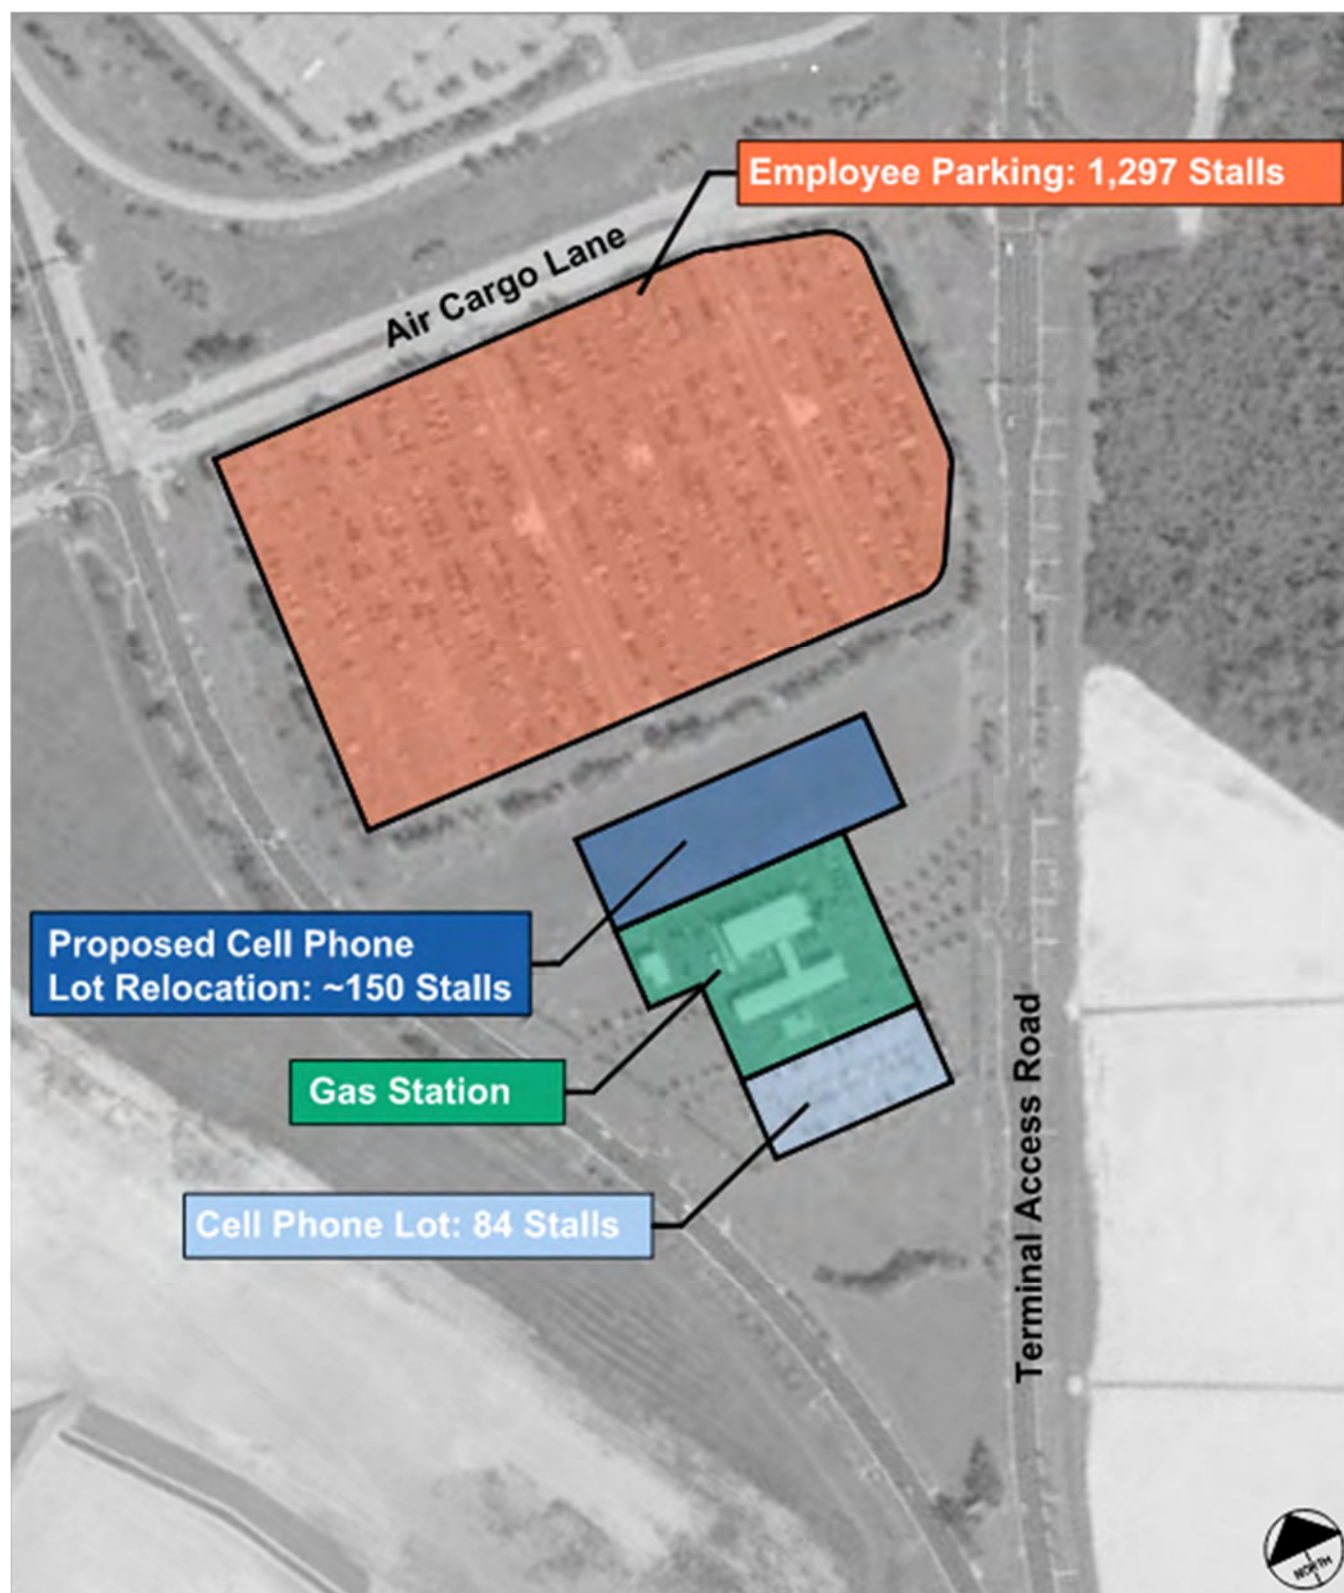 Employee Parking: 1,297 Stalls
Air Cargo Lane
Proposed Cell Phone
Lot Relocation: ~150 Stalls
Gas Station
Cell Phone Lot: 84 Stalls
Terminal Access Road
NORTH